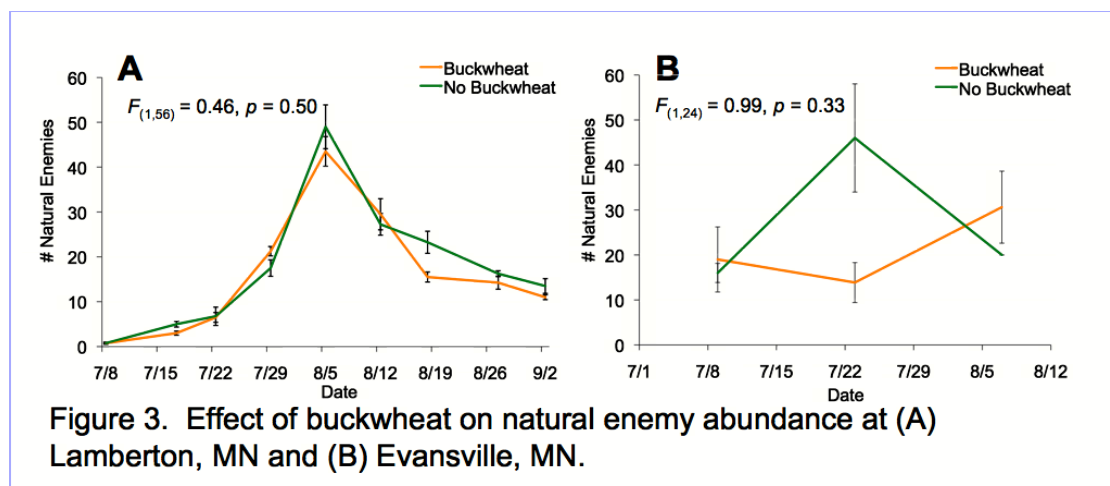 A
Buckwheat
No Buckwheat
F(1,56) = 0.46, p = 0.50
# Natural Enemies
60
50
40
30
20
10
0
7/8 7/15 7/22 7/29 8/5 8/12 8/19 8/26 9/2
Date
B
Buckwheat
No Buckwheat
F(1,24) = 0.99, p = 0.33
# Natural Enemies
60
50
40
30
20
10
0
7/1 7/8 7/15 7/22 7/29 8/5 8/12
Date
Figure 3. Effect of buckwheat on natural enemy abundance at (A)
Lamberton, MN and (B) Evansville, MN.